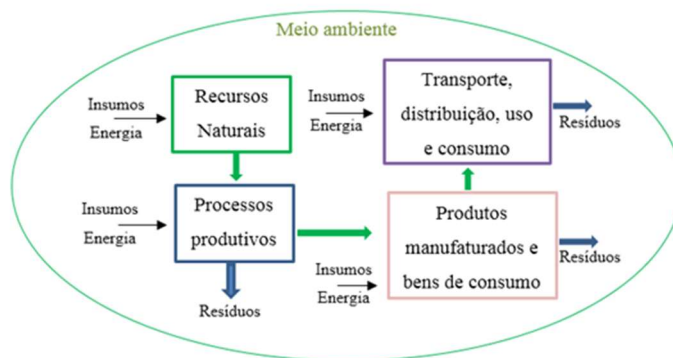 Meio ambiente
Insumos
Energia
Recursos
Naturais
Insumos
Energia
Transporte,
distribuição, uso
e consumo
Resíduos
Insumos
Energia
Processos
produtivos
Resíduos
Insumos
Energia
Produtos
manufaturados e
bens de consumo
Resíduos